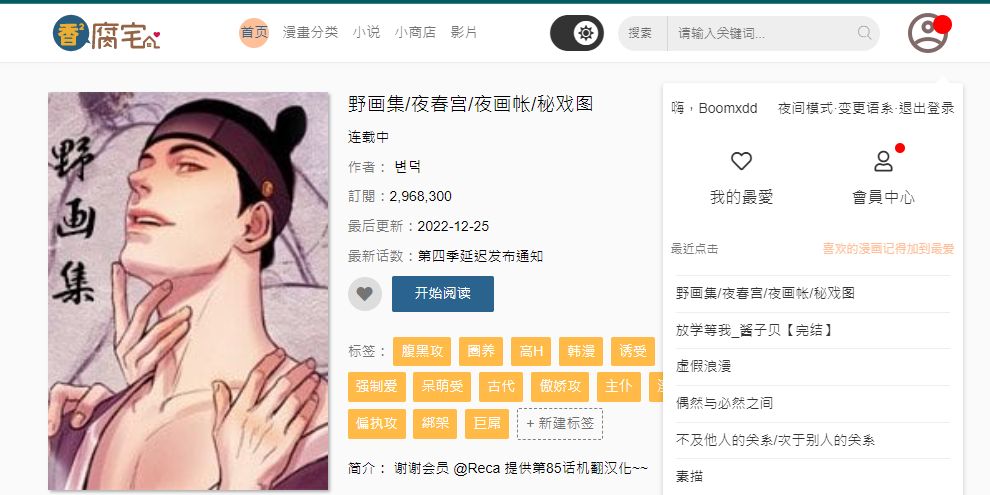 香² 腐宅
首页 漫畫分类 小说 小商店 影片
搜索 请输入关键词...
野画集
野画集/夜春宫/夜画帐/秘戏图
连载中
作者： 변덕
訂閱：2,968,300
最后更新：2022-12-25
最新话数：第四季延迟发布通知
开始阅读
标签： 腹黑攻 圈养 高H 韩漫 诱受
强制爱 呆萌受 古代 傲娇攻 主仆
偏执攻 綁架 巨屌 + 新建标签
简介： 谢谢会员 @Reca 提供第85话机翻汉化~~
嗨，Boomxdd 夜间模式·变更语系·退出登录
我的最愛 會員中心
最近点击 喜欢的漫画记得加到最爱
野画集/夜春宫/夜画帐/秘戏图
放学等我_酱子贝【完结】
虚假浪漫
偶然与必然之间
不及他人的关系/次于别人的关系
素描